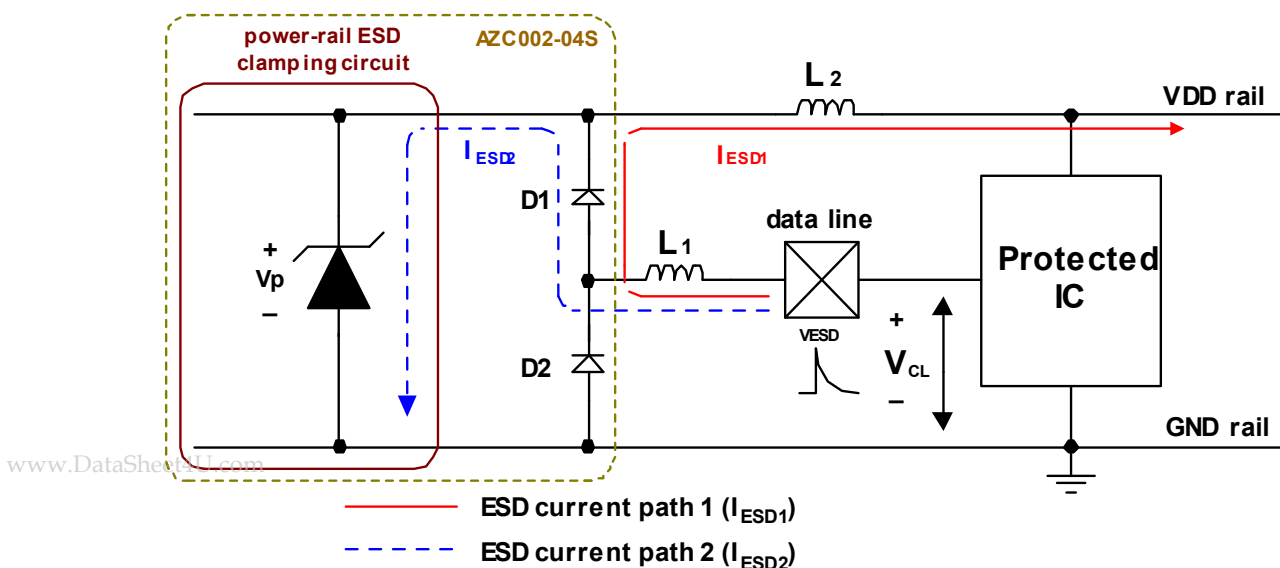 power-rail ESD
clamping circuit
AZC002-04S
L2
VDD rail
IESD2
IESD1
D1
data line
L1
Protected
IC
+
Vp
–
VESD
+
VCL
–
D2
GND rail
www.DataSheet4U.com
ESD current path 1 (IESD1)
ESD current path 2 (IESD2)